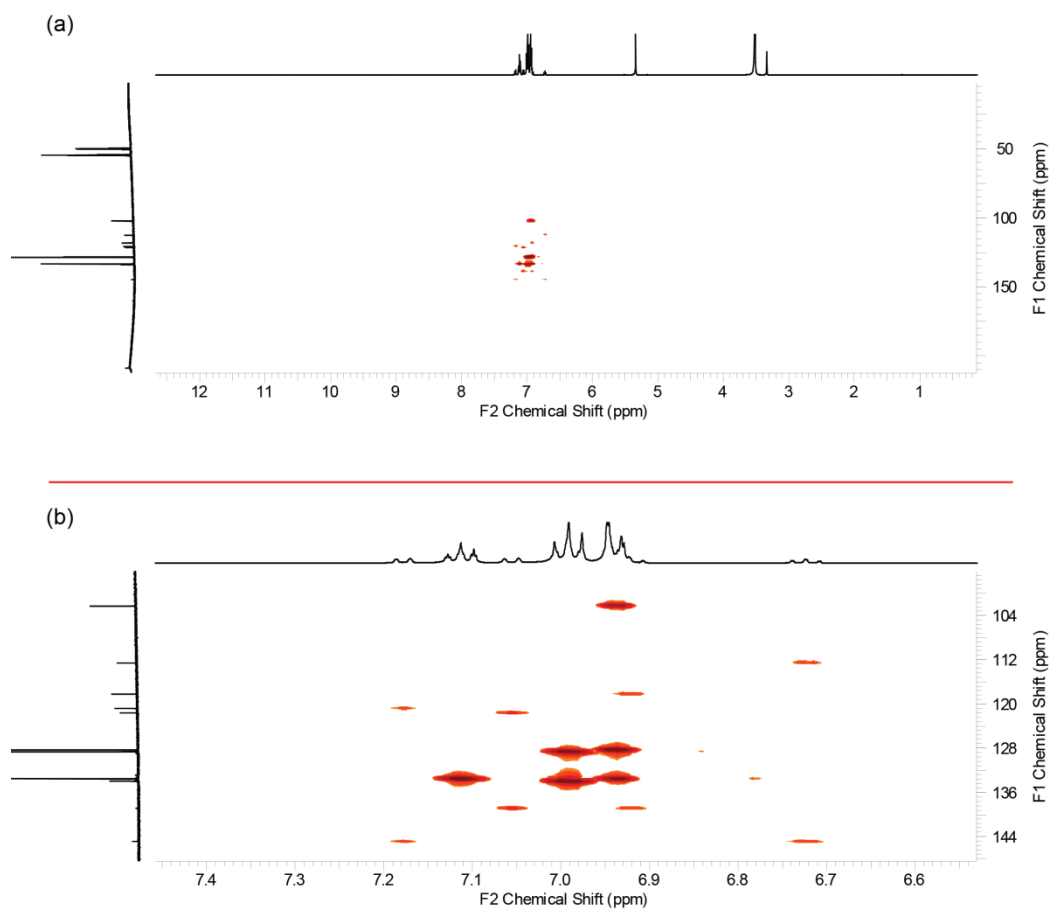 (a)
50
100
150
F1 Chemical Shift (ppm)
12 11 10 9 8 7 6 5 4 3 2 1
F2 Chemical Shift (ppm)
(b)
104
112
120
128
136
144
F1 Chemical Shift (ppm)
7.4 7.3 7.2 7.1 7.0 6.9 6.8 6.7 6.6
F2 Chemical Shift (ppm)